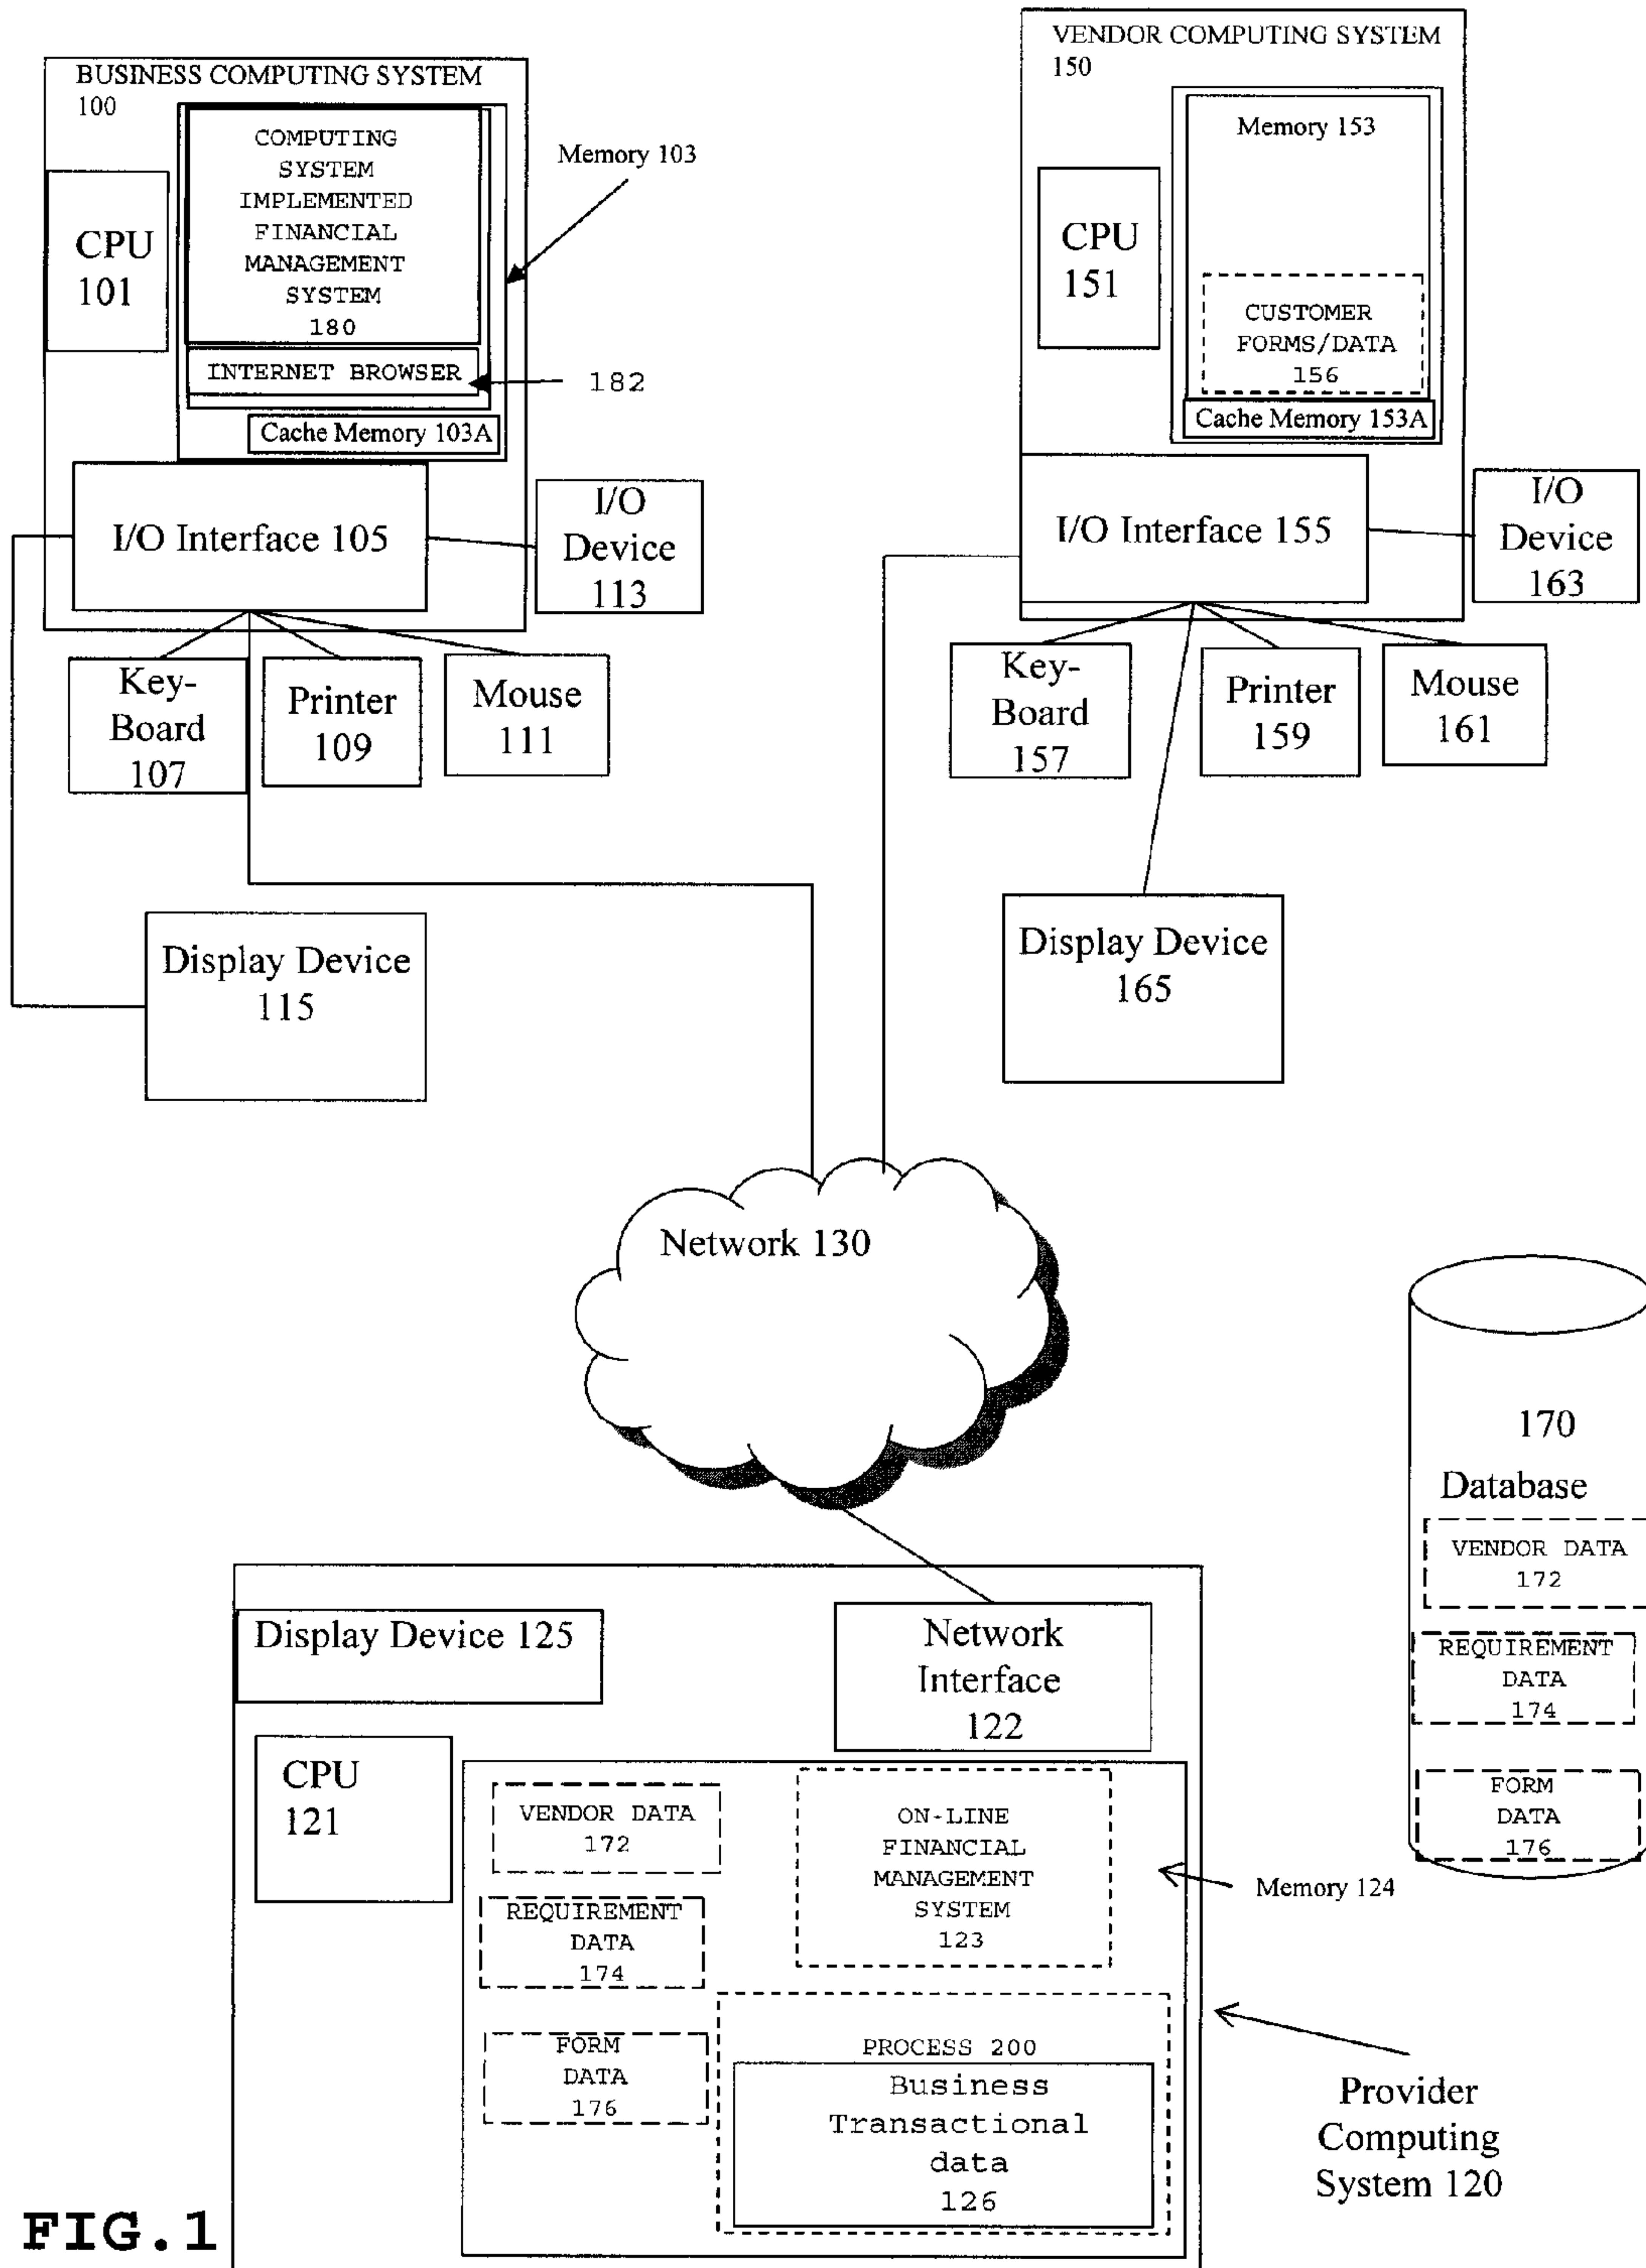 BUSINESS COMPUTING SYSTEM
100
COMPUTING
SYSTEM
IMPLEMENTED
FINANCIAL
MANAGEMENT
SYSTEM
180
INTERNET BROWSER
182
Cache Memory 103A
Memory 103
CPU
101
I/O Interface 105
I/O
Device
113
Key-
Board
107
Printer
109
Mouse
111
Display Device
115
VENDOR COMPUTING SYSTEM
150
Memory 153
CPU
151
CUSTOMER
FORMS/DATA
156
Cache Memory 153A
I/O Interface 155
I/O
Device
163
Key-
Board
157
Printer
159
Mouse
161
Display Device
165
Network 130
170
Database
VENDOR DATA
172
REQUIREMENT
DATA
174
FORM
DATA
176
Display Device 125
Network
Interface
122
CPU
121
VENDOR DATA
172
REQUIREMENT
DATA
174
FORM
DATA
176
ON-LINE
FINANCIAL
MANAGEMENT
SYSTEM
123
Memory 124
PROCESS 200
Business
Transactional
data
126
Provider
Computing
System 120
FIG.1